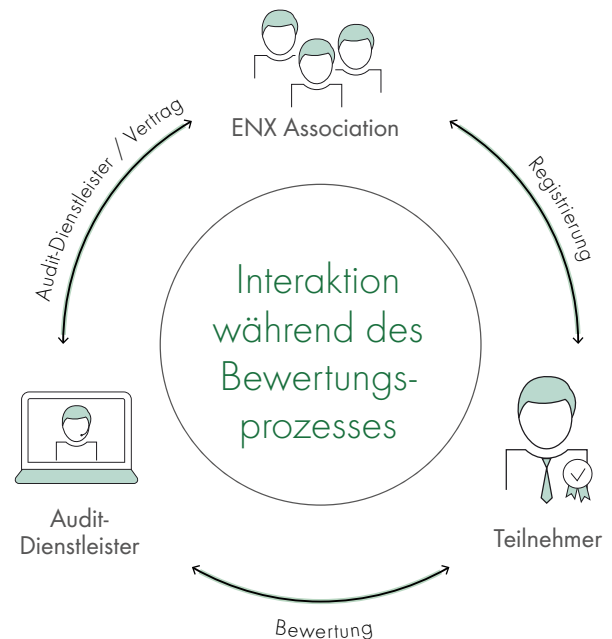 ENX Association
Audit-Dienstleister / Vertrag
Registrierung
Interaktion
während des
Bewertungs-
prozesses
Audit-
Dienstleister
Teilnehmer
Bewertung